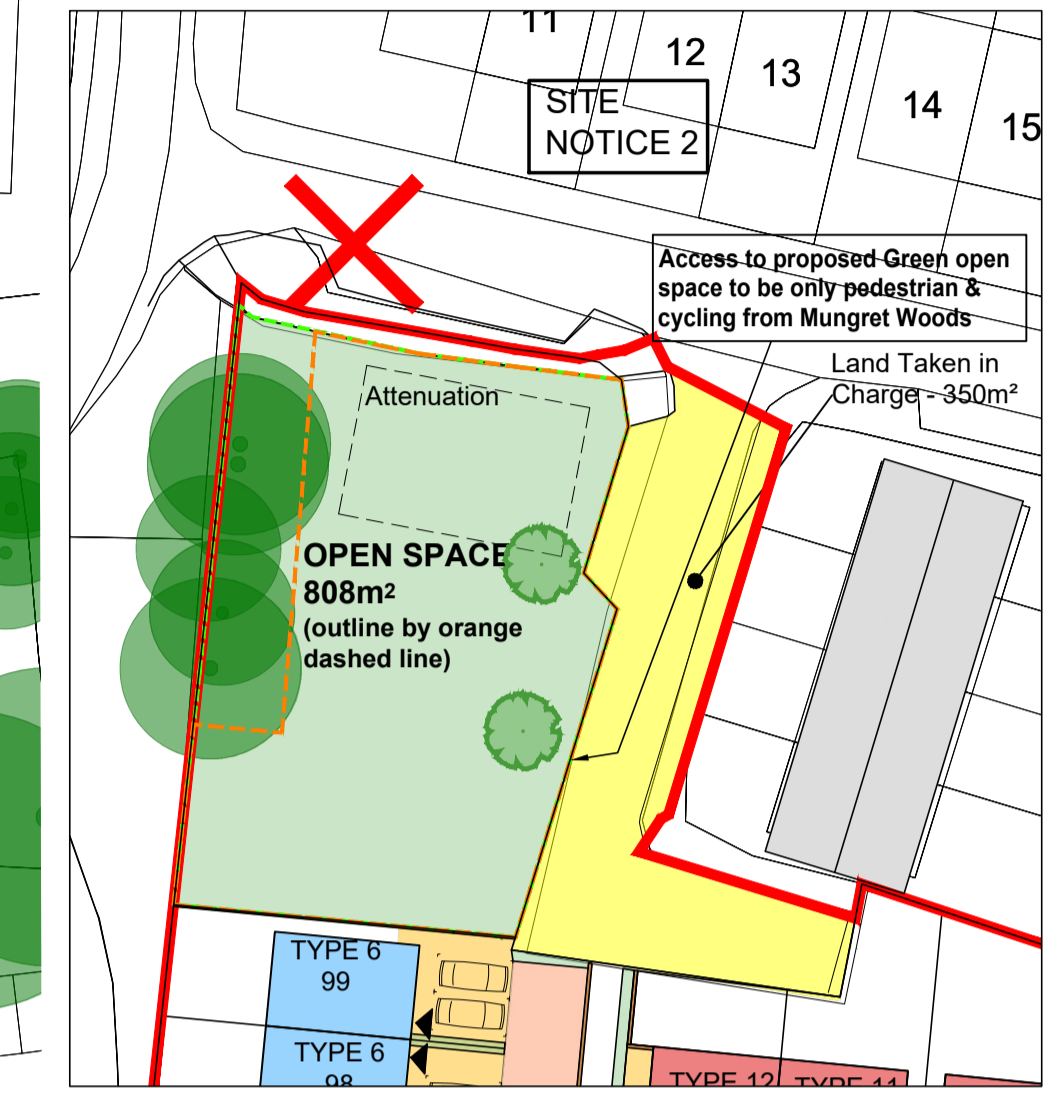 11
12
13
14
15
SITE
NOTICE 2
Access to proposed Green open
space to be only pedestrian &
cycling from Mungret Woods
Land Taken in
Charge - 350m²
Attenuation
OPEN SPACE
808m²
(outline by orange
dashed line)
TYPE 6
99
TYPE 6
98
TYPE 12
TYPE 11